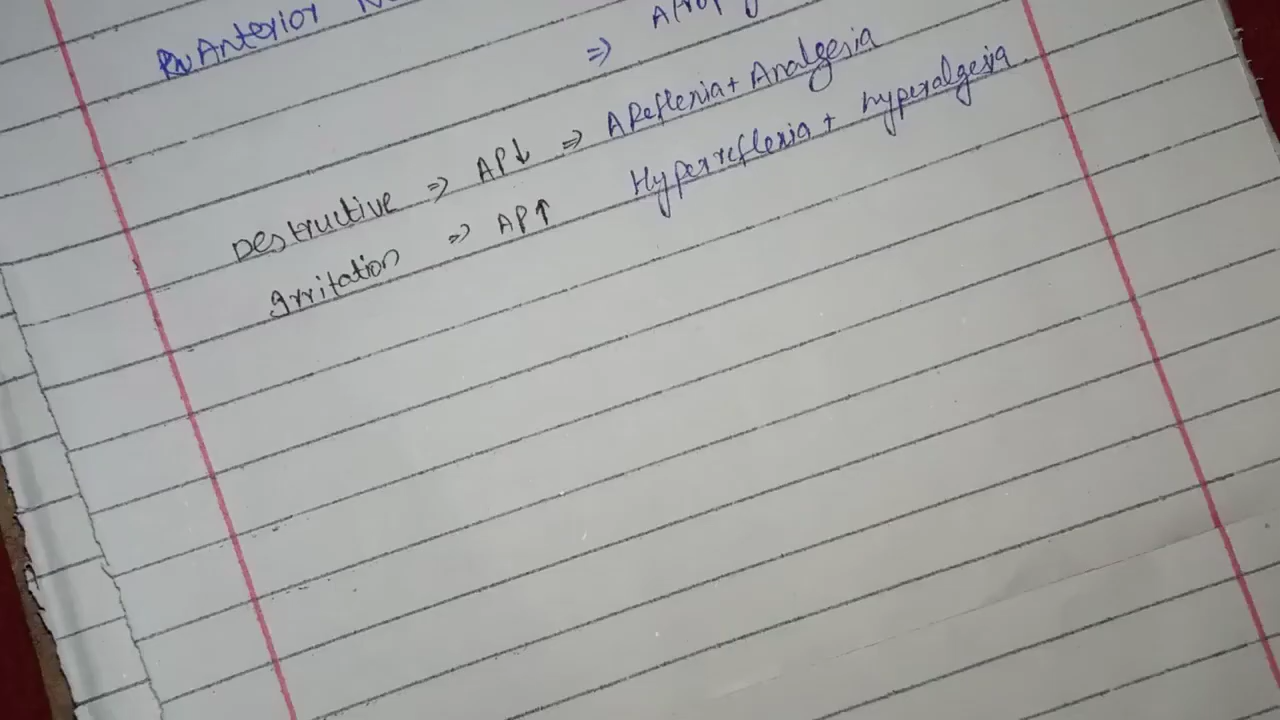 Anterior
⇒
Destructive ⇒ AP↓ ⇒ AReflexia + Analgesia
Irritation ⇒ AP↑ Hyperreflexia + hyperalgesia